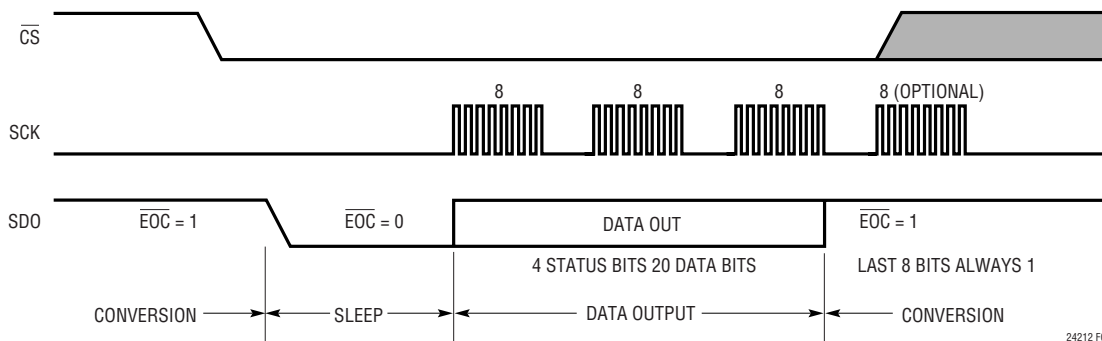 CS
8 8 8 8 (OPTIONAL)
SCK
SDO EOC = 1 EOC = 0 DATA OUT EOC = 1
4 STATUS BITS 20 DATA BITS LAST 8 BITS ALWAYS 1
CONVERSION SLEEP DATA OUTPUT CONVERSION